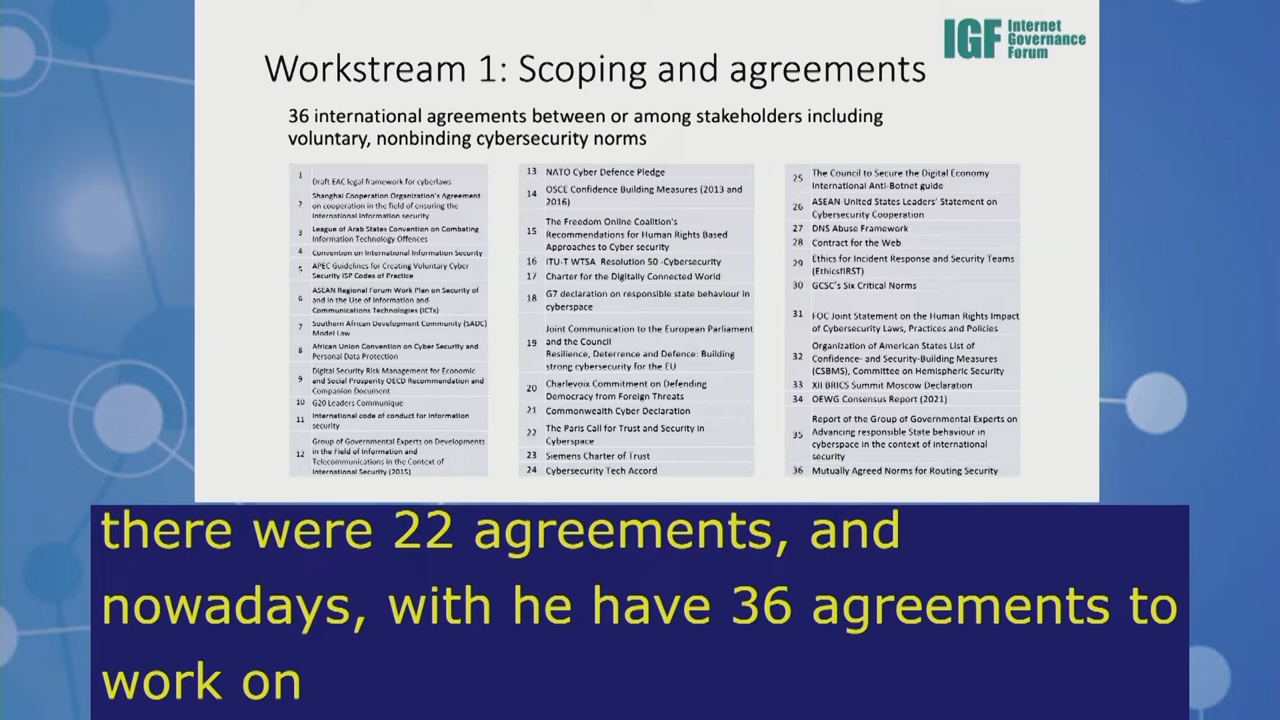 IGF Internet
Governance
Forum
Workstream 1: Scoping and agreements
36 international agreements between or among stakeholders including
voluntary, nonbinding cybersecurity norms
1 Draft EAC legal framework for cyberlaws
2 Shanghai Cooperation Organization's Agreement
on cooperation in the field of ensuring the
International Information security
3 League of Arab States Convention on Combating
Information Technology Offences
4 Convention on International Information Security
5 APEC Guidelines for Creating Voluntary Cyber
Security ISP Codes of Practice
6 ASEAN Regional Forum Work Plan on Security of
and in the Use of Information and
Communications Technologies (ICTs)
7 Southern African Development Community (SADC)
Model Law
8 African Union Convention on Cyber Security and
Personal Data Protection
9 Digital Security Risk Management for Economic
and Social Prosperity OECD Recommendation and
Companion Document
10 G20 Leaders Communique
11 International code of conduct for information
security
12 Group of Governmental Experts on Developments
in the Field of Information and
Telecommunications in the Context of
International Security (2015)
13 NATO Cyber Defence Pledge
14 OSCE Confidence Building Measures (2013 and
2016)
15 The Freedom Online Coalition's
Recommendations for Human Rights Based
Approaches to Cyber security
16 ITU-T WTSA Resolution 50 -Cybersecurity
17 Charter for the Digitally Connected World
18 G7 declaration on responsible state behaviour in
cyberspace
19 Joint Communication to the European Parliament
and the Council
Resilience, Deterrence and Defence: Building
strong cybersecurity for the EU
20 Charlevoix Commitment on Defending
Democracy from Foreign Threats
21 Commonwealth Cyber Declaration
22 The Paris Call for Trust and Security in
Cyberspace
23 Siemens Charter of Trust
24 Cybersecurity Tech Accord
25 The Council to Secure the Digital Economy
International Anti-Botnet guide
26 ASEAN-United States Leaders' Statement on
Cybersecurity Cooperation
27 DNS Abuse Framework
28 Contract for the Web
29 Ethics for Incident Response and Security Teams
(EthicsfIRST)
30 GCSC's Six Critical Norms
31 FOC Joint Statement on the Human Rights Impact
of Cybersecurity Laws, Practices and Policies
32 Organization of American States List of
Confidence- and Security-Building Measures
(CSBMS), Committee on Hemispheric Security
33 XII BRICS Summit Moscow Declaration
34 OEWG Consensus Report (2021)
35 Report of the Group of Governmental Experts on
Advancing responsible State behaviour in
cyberspace in the context of international
security
36 Mutually Agreed Norms for Routing Security
there were 22 agreements, and
nowadays, with he have 36 agreements to
work on